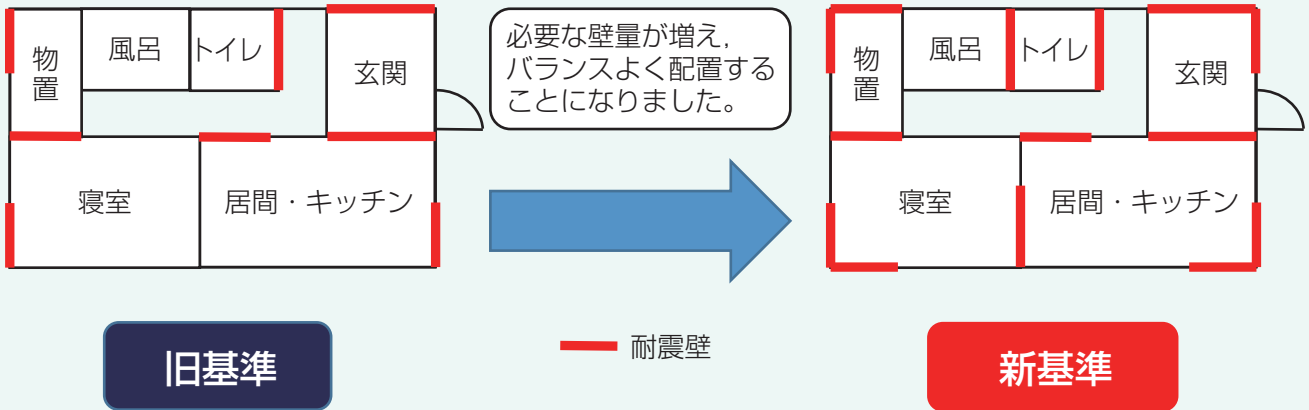 物置
風呂
トイレ
玄関
寝室
居間・キッチン
旧基準
必要な壁量が増え，
バランスよく配置する
ことになりました。
耐震壁
物置
風呂
トイレ
玄関
寝室
居間・キッチン
新基準